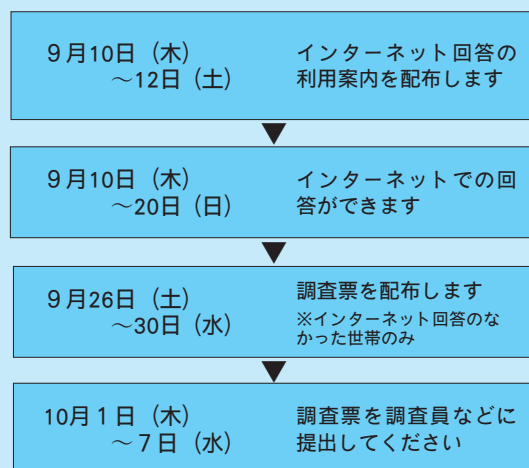 9月10日（木）
～12日（土）
インターネット回答の
利用案内を配布します
9月10日（木）
～20日（日）
インターネットでの回
答ができます
9月26日（土）
～30日（水）
調査票を配布します
※インターネット回答のな
かった世帯のみ
10月1日（木）
～7日（水）
調査票を調査員などに
提出してください